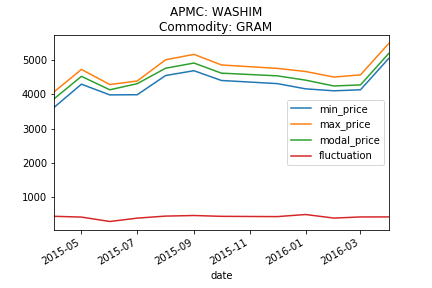 APMC: WASHIM
Commodity: GRAM
5000
4000
3000
2000
1000
min_price
max_price
modal_price
fluctuation
2015-05
2015-07
2015-09
2015-11
2016-01
2016-03
date